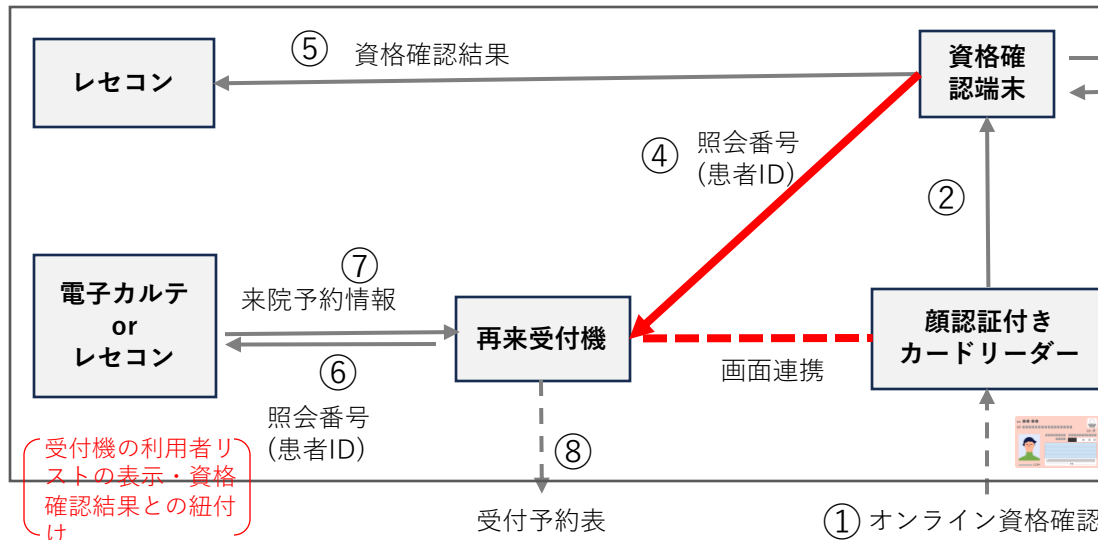 ⑤ 資格確認結果
レセコン
資格確
認端末
④ 照会番号
(患者ID)
②
⑦
来院予約情報
電子カルテ
or
レセコン
再来受付機
顔認証付き
カードリーダー
画面連携
⑥
照会番号
(患者ID)
受付機の利用者リ
ストの表示・資格
確認結果との紐付
け
⑧
受付予約表
① オンライン資格確認